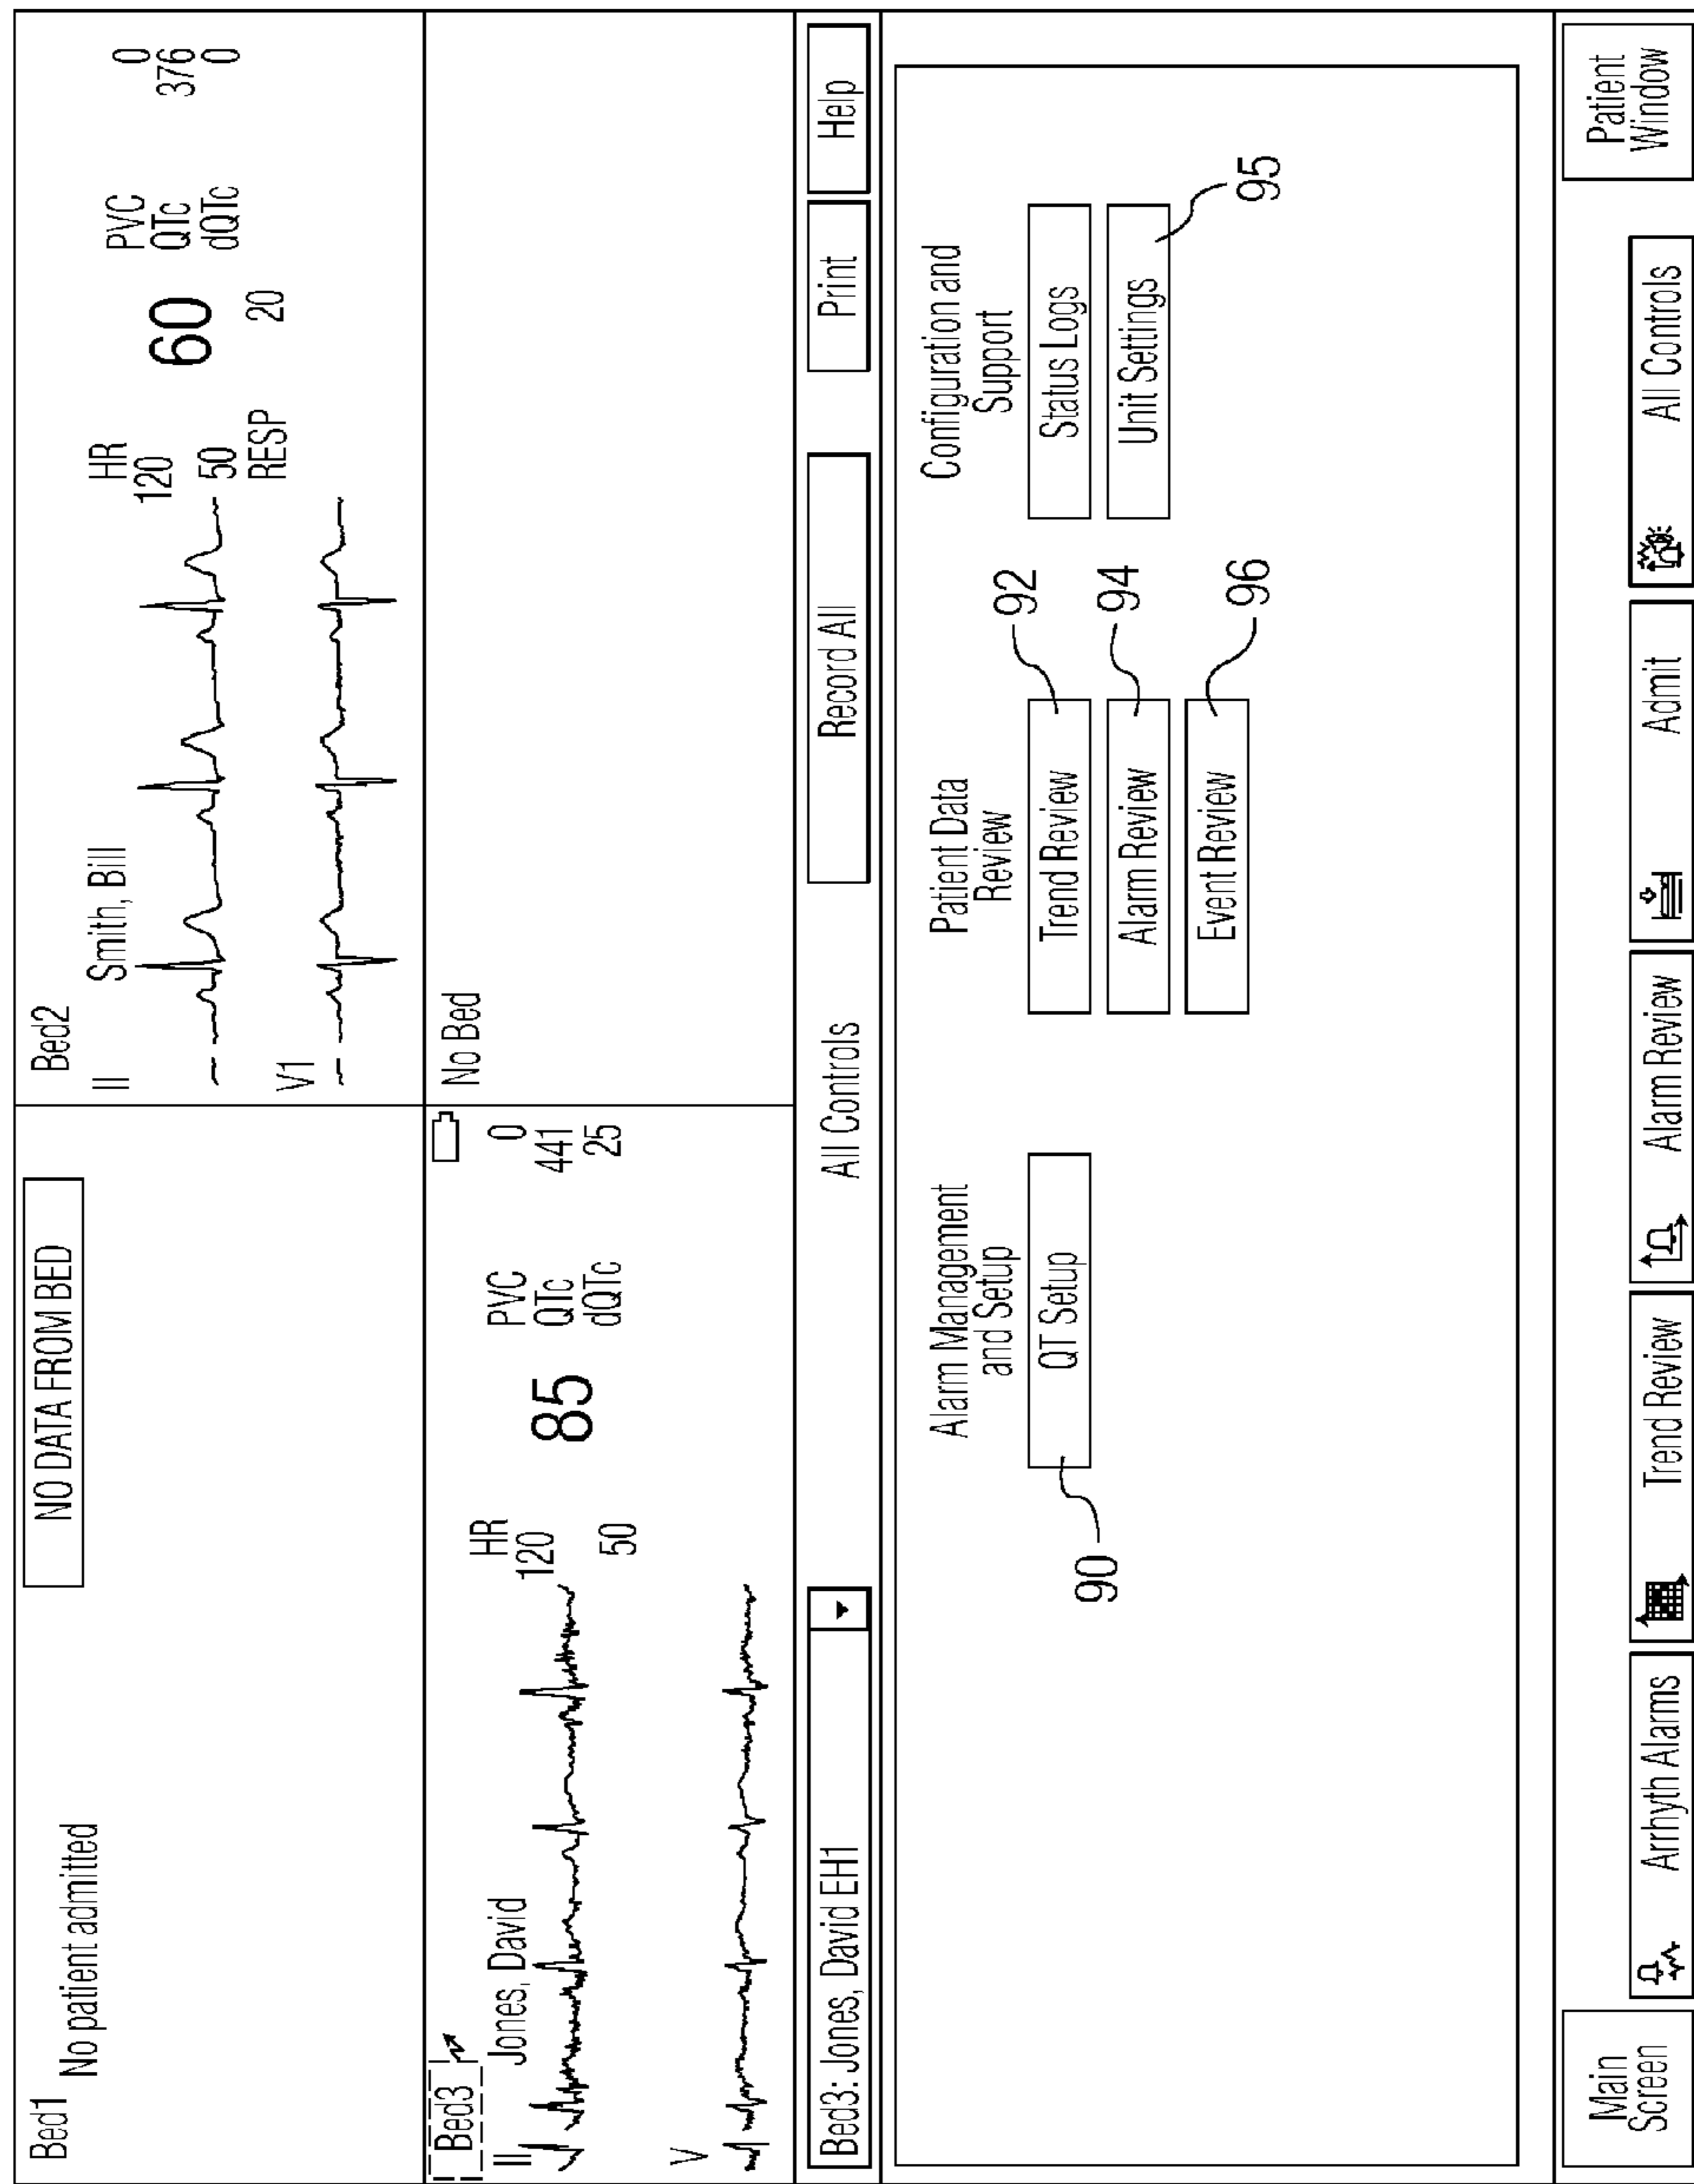 Bed1
No patient admitted
NO DATA FROM BED
Bed2
II
Smith, Bill
HR
120
50
60
PVC
0
QTc
376
dQTc
0
RESP
20
V1
Bed3
II
Jones, David
HR
120
50
85
PVC
0
QTc
441
dQTc
25
V
No Bed
Bed3: Jones, David EH1
All Controls
Record All
Print
Help
Alarm Management
and Setup
QT Setup
90
Patient Data
Review
Trend Review
92
Alarm Review
94
Event Review
96
Configuration and
Support
Status Logs
Unit Settings
95
Main
Screen
Arrhyth Alarms
Trend Review
Alarm Review
Admit
All Controls
Patient
Window